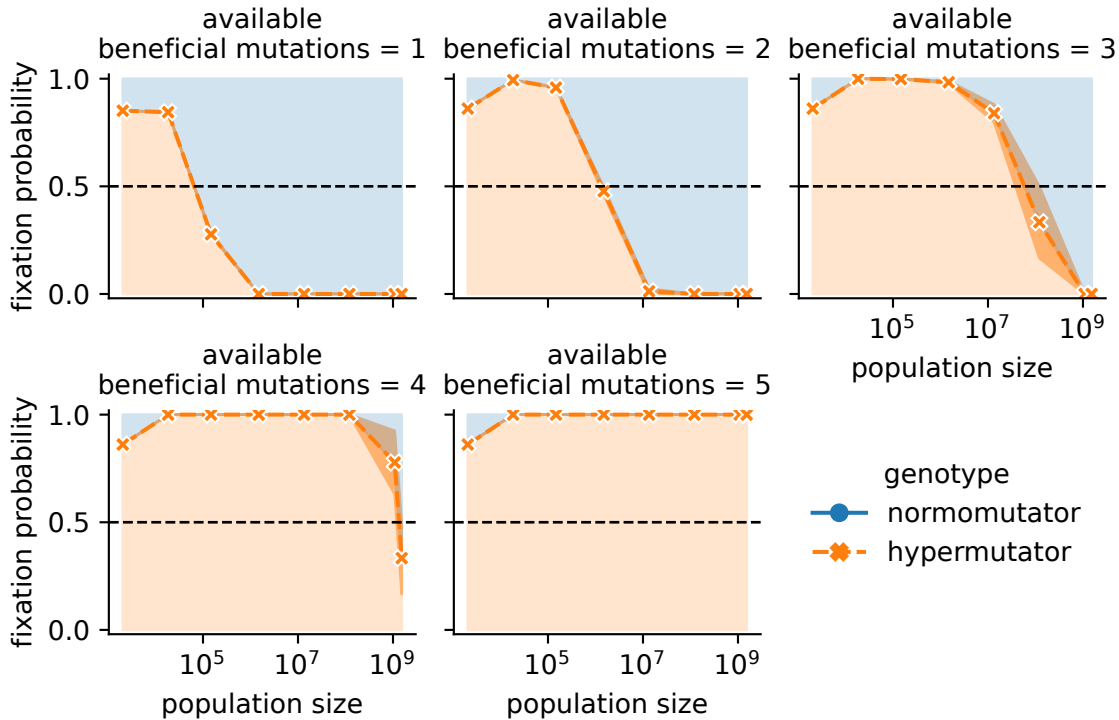 available
beneficial mutations = 1
available
beneficial mutations = 2
available
beneficial mutations = 3
fixation probability
1.0
0.5
0.0
10^5
10^7
10^9
population size
available
beneficial mutations = 4
available
beneficial mutations = 5
fixation probability
1.0
0.5
0.0
10^5
10^7
10^9
population size
10^5
10^7
10^9
population size
genotype
normomutator
hypermutator